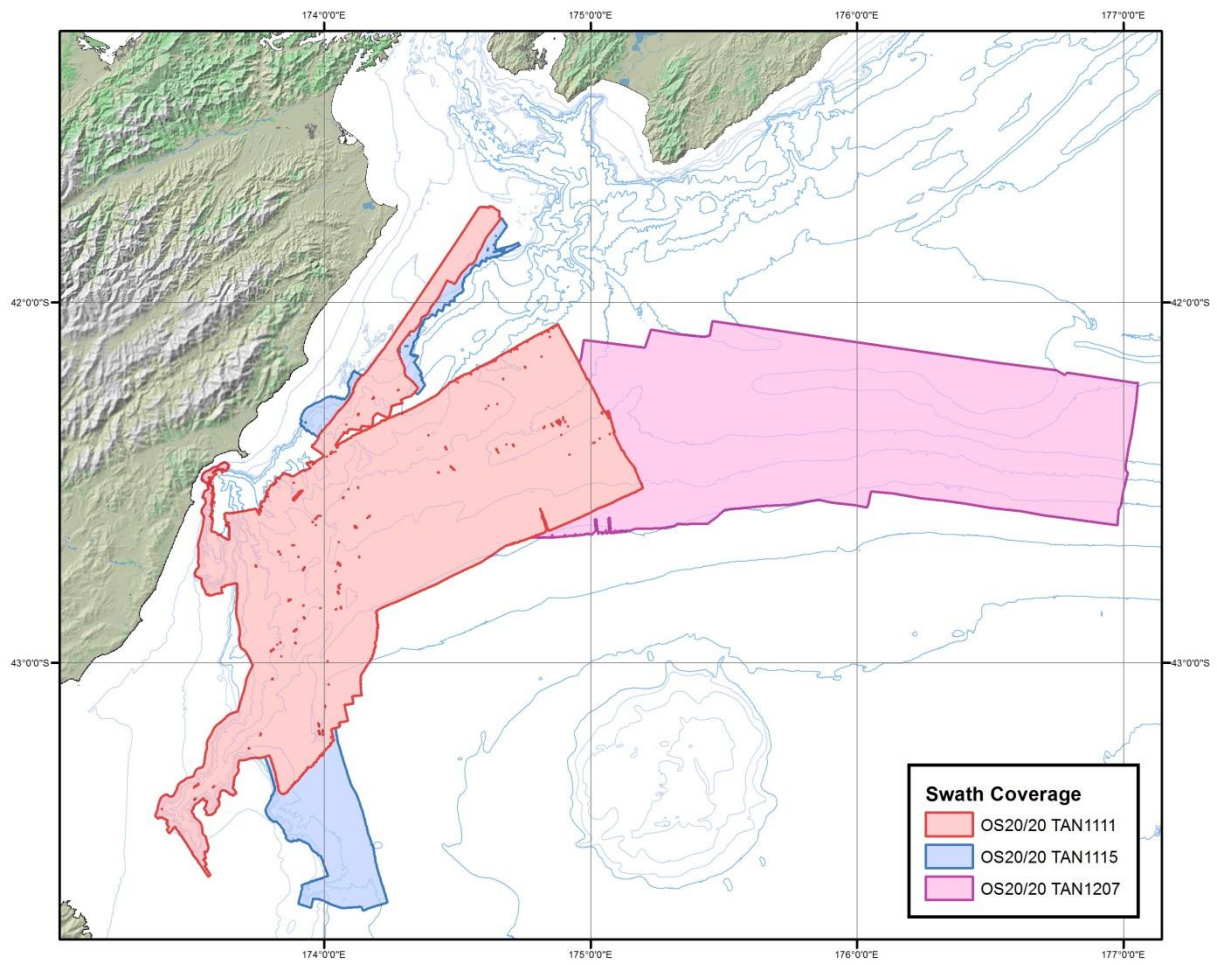 174°0'0"E 175°0'0"E 176°0'0"E 177°0'0"E
42°0'0"S 42°0'0"S
43°0'0"S 43°0'0"S
Swath Coverage
OS20/20 TAN1111
OS20/20 TAN1115
OS20/20 TAN1207
174°0'0"E 175°0'0"E 176°0'0"E 177°0'0"E